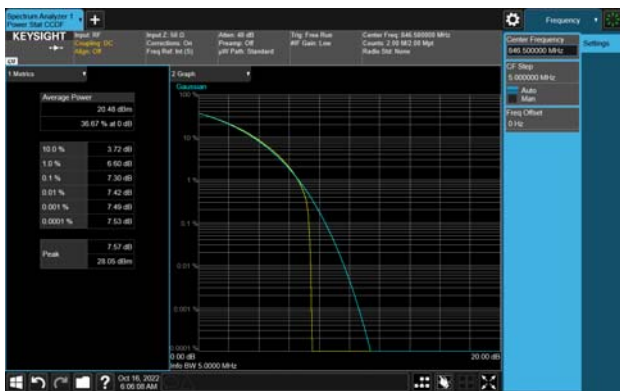 Spectrum Analyzer 1
Power Stat CCDF
+
Frequency
KEYSIGHT
Input: RF
Coupling: DC
Align: Off
Input Z: 50 Ω
Corrections: On
Freq Ref: Int (S)
Atten: 40 dB
Preamp: Off
µW Path: Standard
Trig: Free Run
#IF Gain: Low
Center Freq: 846.500000 MHz
Counts: 2.00 M/2.00 Mpt
Radio Std: None
Center Frequency
846.500000 MHz
Settings
CF Step
5.000000 MHz
Auto
Man
Freq Offset
0 Hz
1 Metrics
Average Power
20.48 dBm
36.67 % at 0 dB
10.0 % 3.72 dB
1.0 % 6.60 dB
0.1 % 7.30 dB
0.01 % 7.42 dB
0.001 % 7.49 dB
0.0001 % 7.53 dB
Peak
7.57 dB
28.05 dBm
2 Graph
Gaussian
100 %
10 %
1 %
0.1 %
0.01 %
0.001 %
0.0001 %
0.00 dB
20.00 dB
Info BW 5.0000 MHz
?
Oct 16, 2022
6:06:08 AM